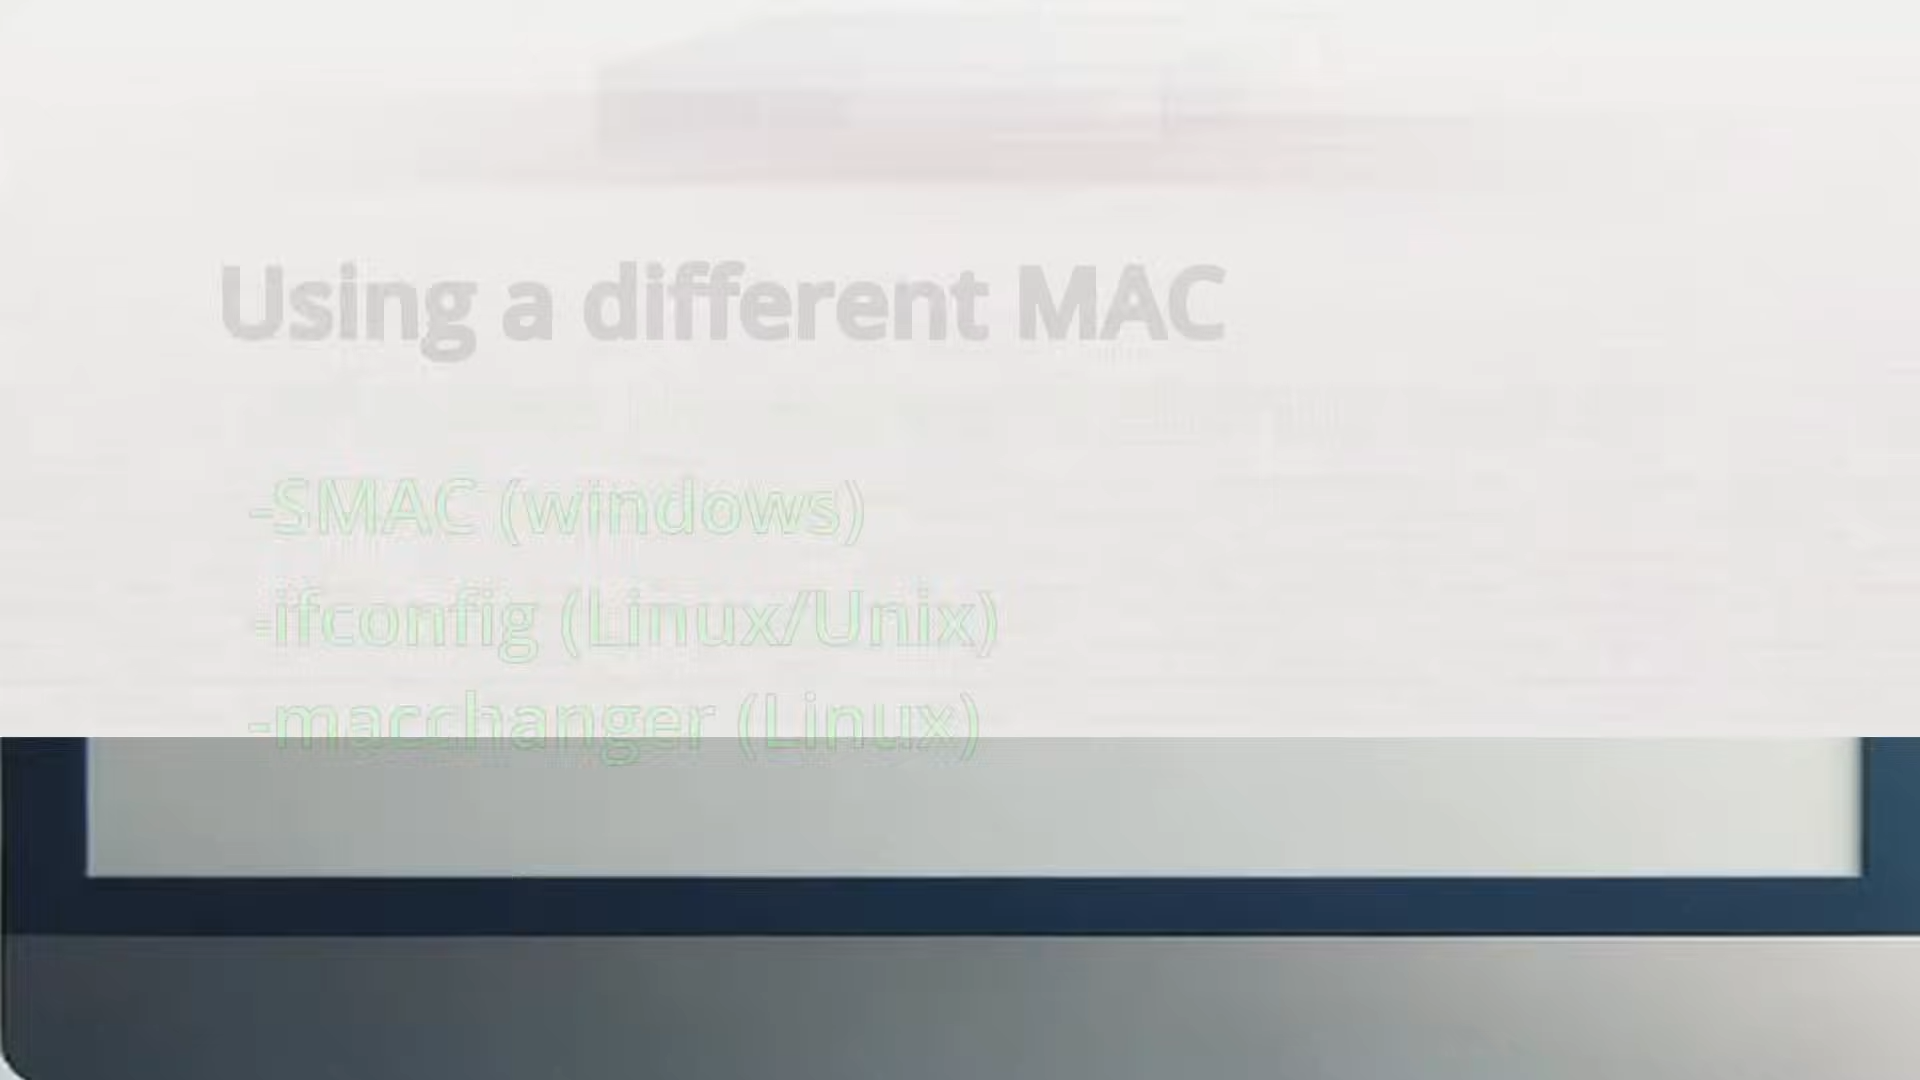 Using a different MAC
-SMAC (windows)
-ifconfig (Linux/Unix)
-macchanger (Linux)